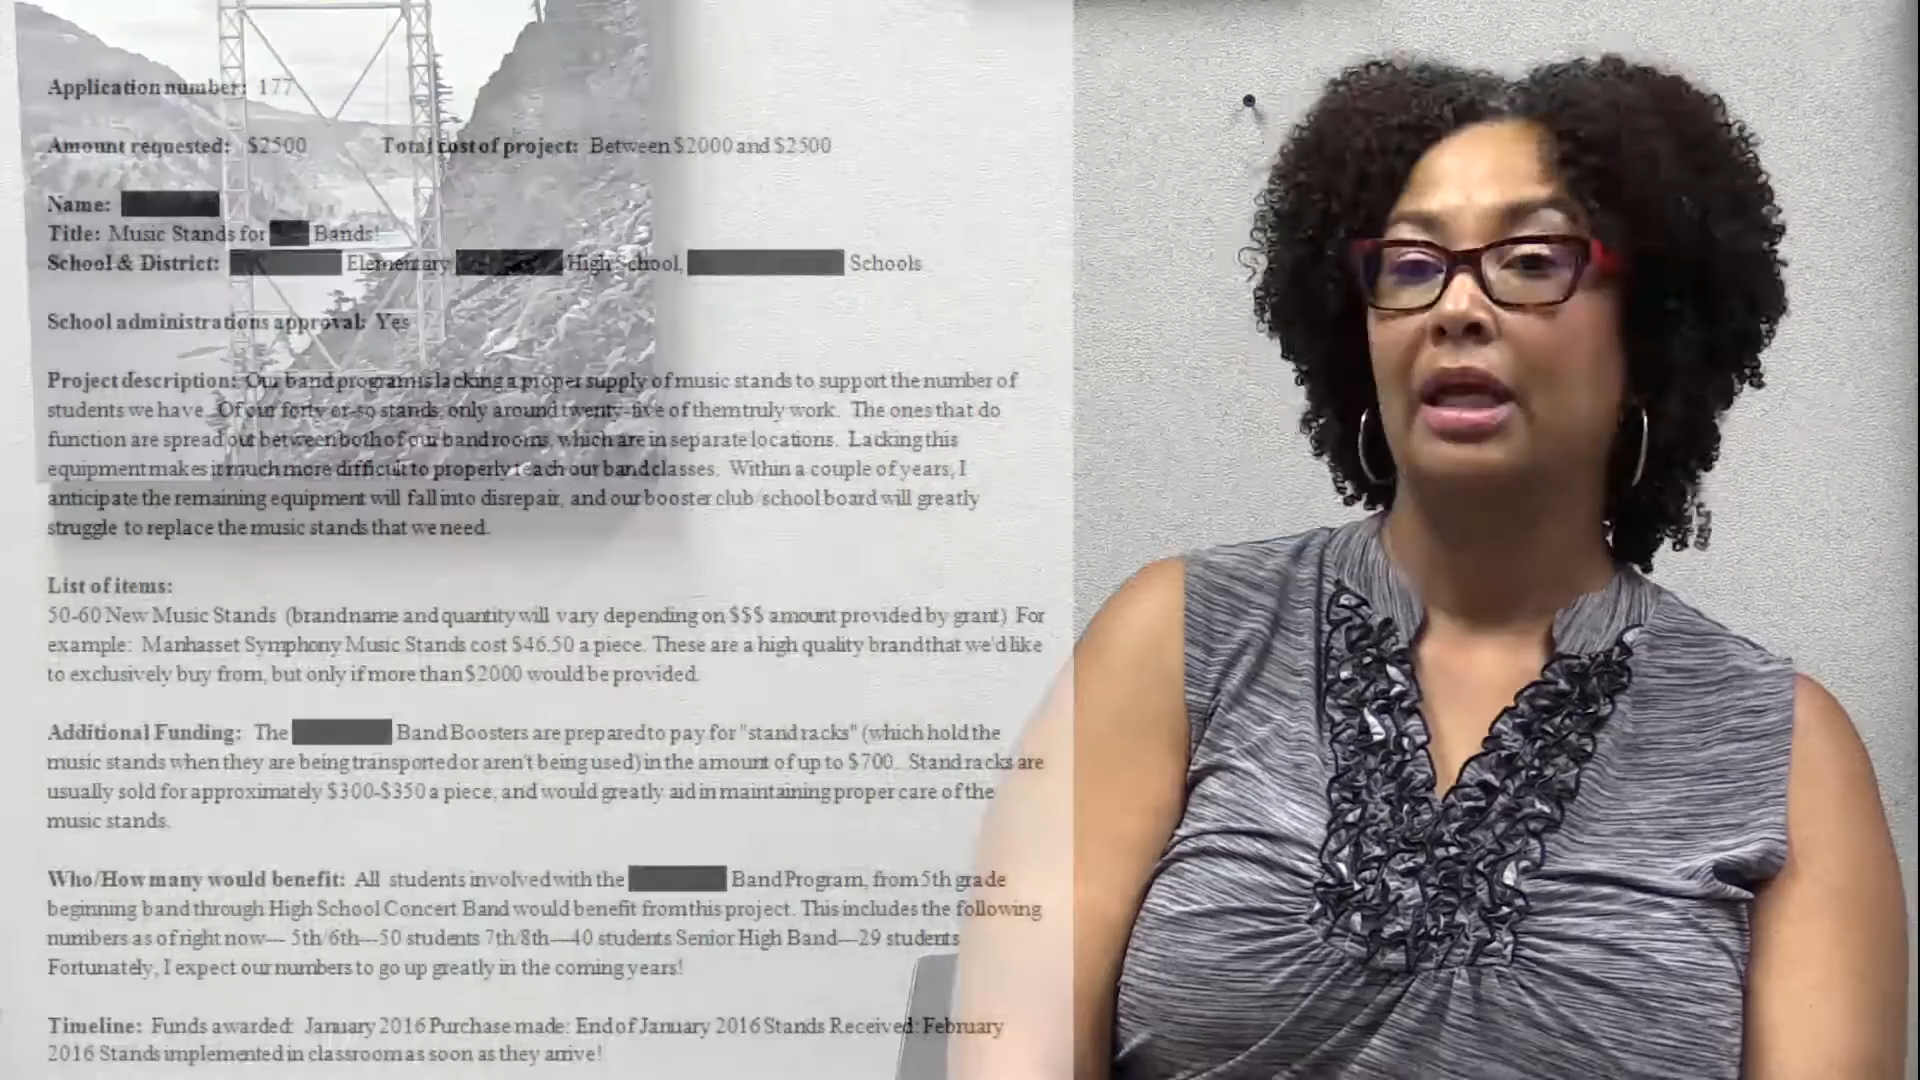 Application number: 177
Amount requested: $2500 Total cost of project: Between $2000 and $2500
Name:
Title: Music Stands for Bands!
School & District: Elementary High School, Schools
School administrations approval: Yes
Project description: Our band program is lacking a proper supply of music stands to support the number of
students we have. Of our forty or-so stands, only around twenty-five of them truly work. The ones that do
function are spread out between both of our band rooms, which are in separate locations. Lacking this
equipment makes it much more difficult to properly teach our band classes. Within a couple of years, I
anticipate the remaining equipment will fall into disrepair, and our booster club/school board will greatly
struggle to replace the music stands that we need.
List of items:
50-60 New Music Stands (brand name and quantity will vary depending on $$$ amount provided by grant) For
example: Manhasset Symphony Music Stands cost $46.50 a piece. These are a high quality brand that we'd like
to exclusively buy from, but only if more than $2000 would be provided.
Additional Funding: The Band Boosters are prepared to pay for "stand racks" (which hold the
music stands when they are being transported or aren't being used) in the amount of up to $700. Stand racks are
usually sold for approximately $300-$350 a piece, and would greatly aid in maintaining proper care of the
music stands.
Who/How many would benefit: All students involved with the Band Program, from 5th grade
beginning band through High School Concert Band would benefit from this project. This includes the following
numbers as of right now— 5th/6th—50 students 7th/8th—40 students Senior High Band—29 students
Fortunately, I expect our numbers to go up greatly in the coming years!
Timeline: Funds awarded: January 2016 Purchase made: End of January 2016 Stands Received: February
2016 Stands implemented in classroom as soon as they arrive!